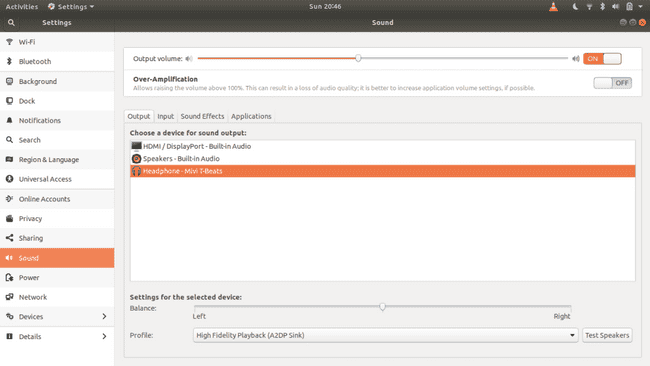 Activities Settings Sun 20:46
Settings Sound
Wi-Fi
Bluetooth
Background
Dock
Notifications
Search
Region & Language
Universal Access
Online Accounts
Privacy
Sharing
Sound
Power
Network
Devices
Details
Output volume: ON
Over-Amplification
Allows raising the volume above 100%. This can result in a loss of audio quality; it is better to increase application volume settings, if possible.
OFF
Output Input Sound Effects Applications
Choose a device for sound output:
HDMI / DisplayPort - Built-in Audio
Speakers - Built-in Audio
Headphone - Mivi T-Beats
Settings for the selected device:
Balance:
Left Right
Profile: High Fidelity Playback (A2DP Sink) Test Speakers